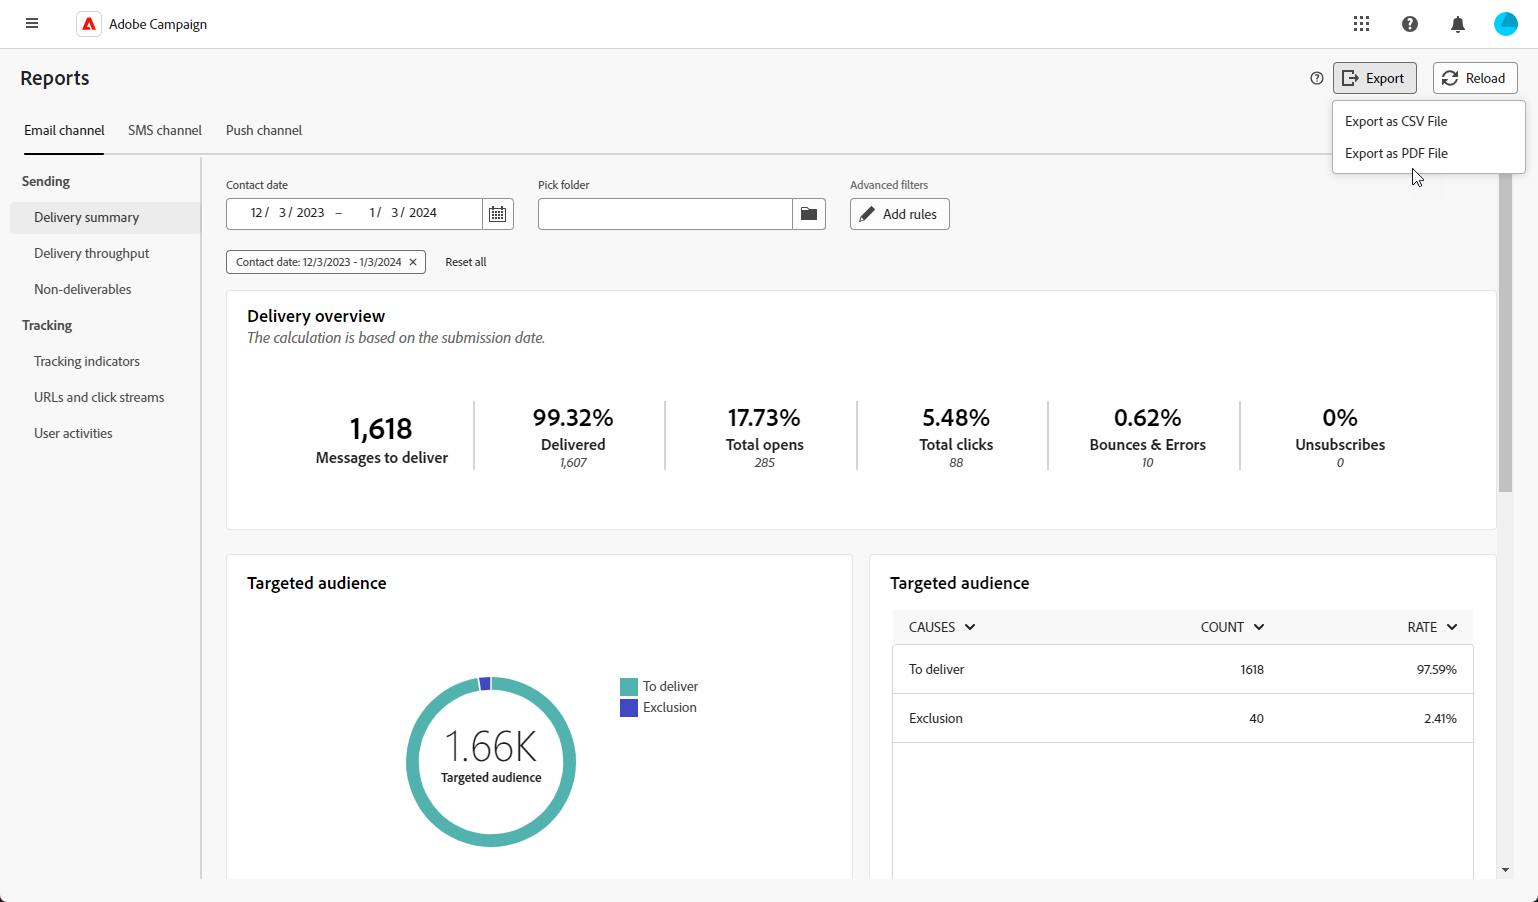 Adobe Campaign
Reports
Export
Reload
Export as CSV File
Export as PDF File
Email channel
SMS channel
Push channel
Sending
Delivery summary
Delivery throughput
Non-deliverables
Tracking
Tracking indicators
URLs and click streams
User activities
Contact date
12 / 3 / 2023 – 1 / 3 / 2024
Pick folder
Advanced filters
Add rules
Contact date: 12/3/2023 - 1/3/2024
Reset all
Delivery overview
The calculation is based on the submission date.
1,618
Messages to deliver
99.32%
Delivered
1,607
17.73%
Total opens
285
5.48%
Total clicks
88
0.62%
Bounces & Errors
10
0%
Unsubscribes
0
Targeted audience
1.66K
Targeted audience
To deliver
Exclusion
Targeted audience
CAUSES COUNT RATE
To deliver 1618 97.59%
Exclusion 40 2.41%